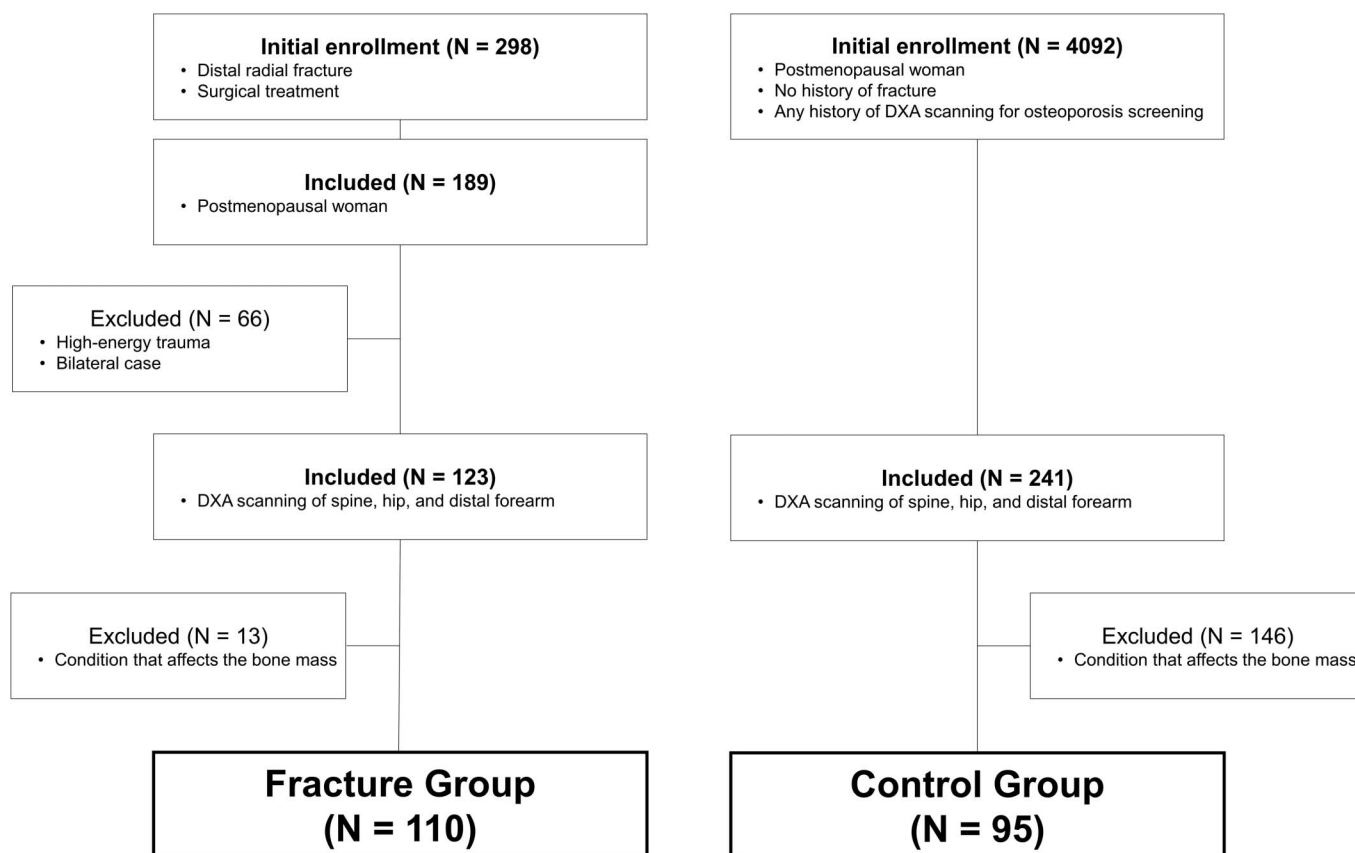 Initial enrollment (N = 298)
• Distal radial fracture
• Surgical treatment
Included (N = 189)
• Postmenopausal woman
Excluded (N = 66)
• High-energy trauma
• Bilateral case
Included (N = 123)
• DXA scanning of spine, hip, and distal forearm
Excluded (N = 13)
• Condition that affects the bone mass
Fracture Group
(N = 110)
Initial enrollment (N = 4092)
• Postmenopausal woman
• No history of fracture
• Any history of DXA scanning for osteoporosis screening
Included (N = 241)
• DXA scanning of spine, hip, and distal forearm
Excluded (N = 146)
• Condition that affects the bone mass
Control Group
(N = 95)